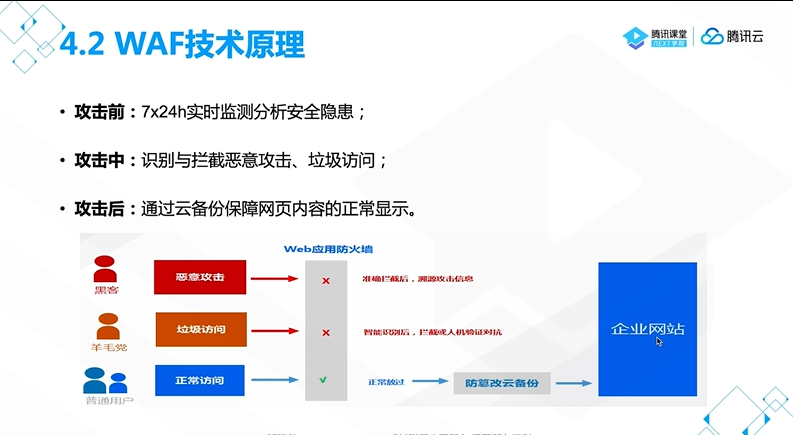 4.2 WAF技术原理
腾讯课堂
NEXT学院
腾讯云
• 攻击前：7x24h实时监测分析安全隐患；
• 攻击中：识别与拦截恶意攻击、垃圾访问；
• 攻击后：通过云备份保障网页内容的正常显示。
Web应用防火墙
黑客
恶意攻击
x
准确拦截后，溯源攻击信息
羊毛党
垃圾访问
x
智能识别后，拦截或人机验证对抗
企业网站
普通用户
正常访问
√
正常放过
防篡改云备份